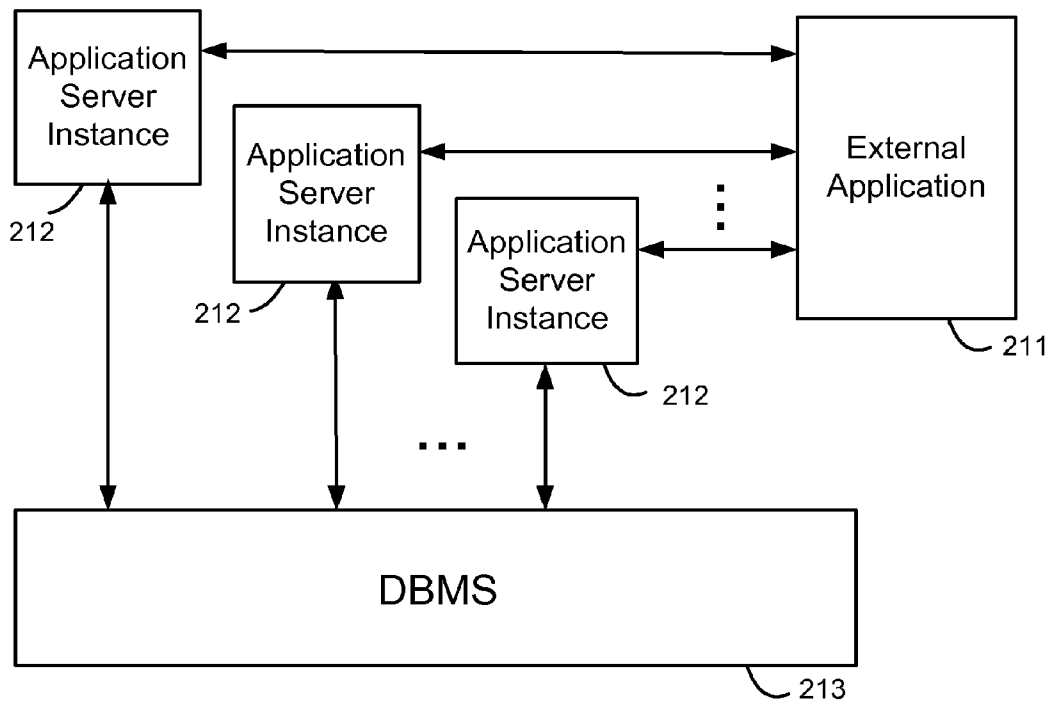 Application
Server
Instance
212
Application
Server
Instance
212
Application
Server
Instance
212
External
Application
211
DBMS
213